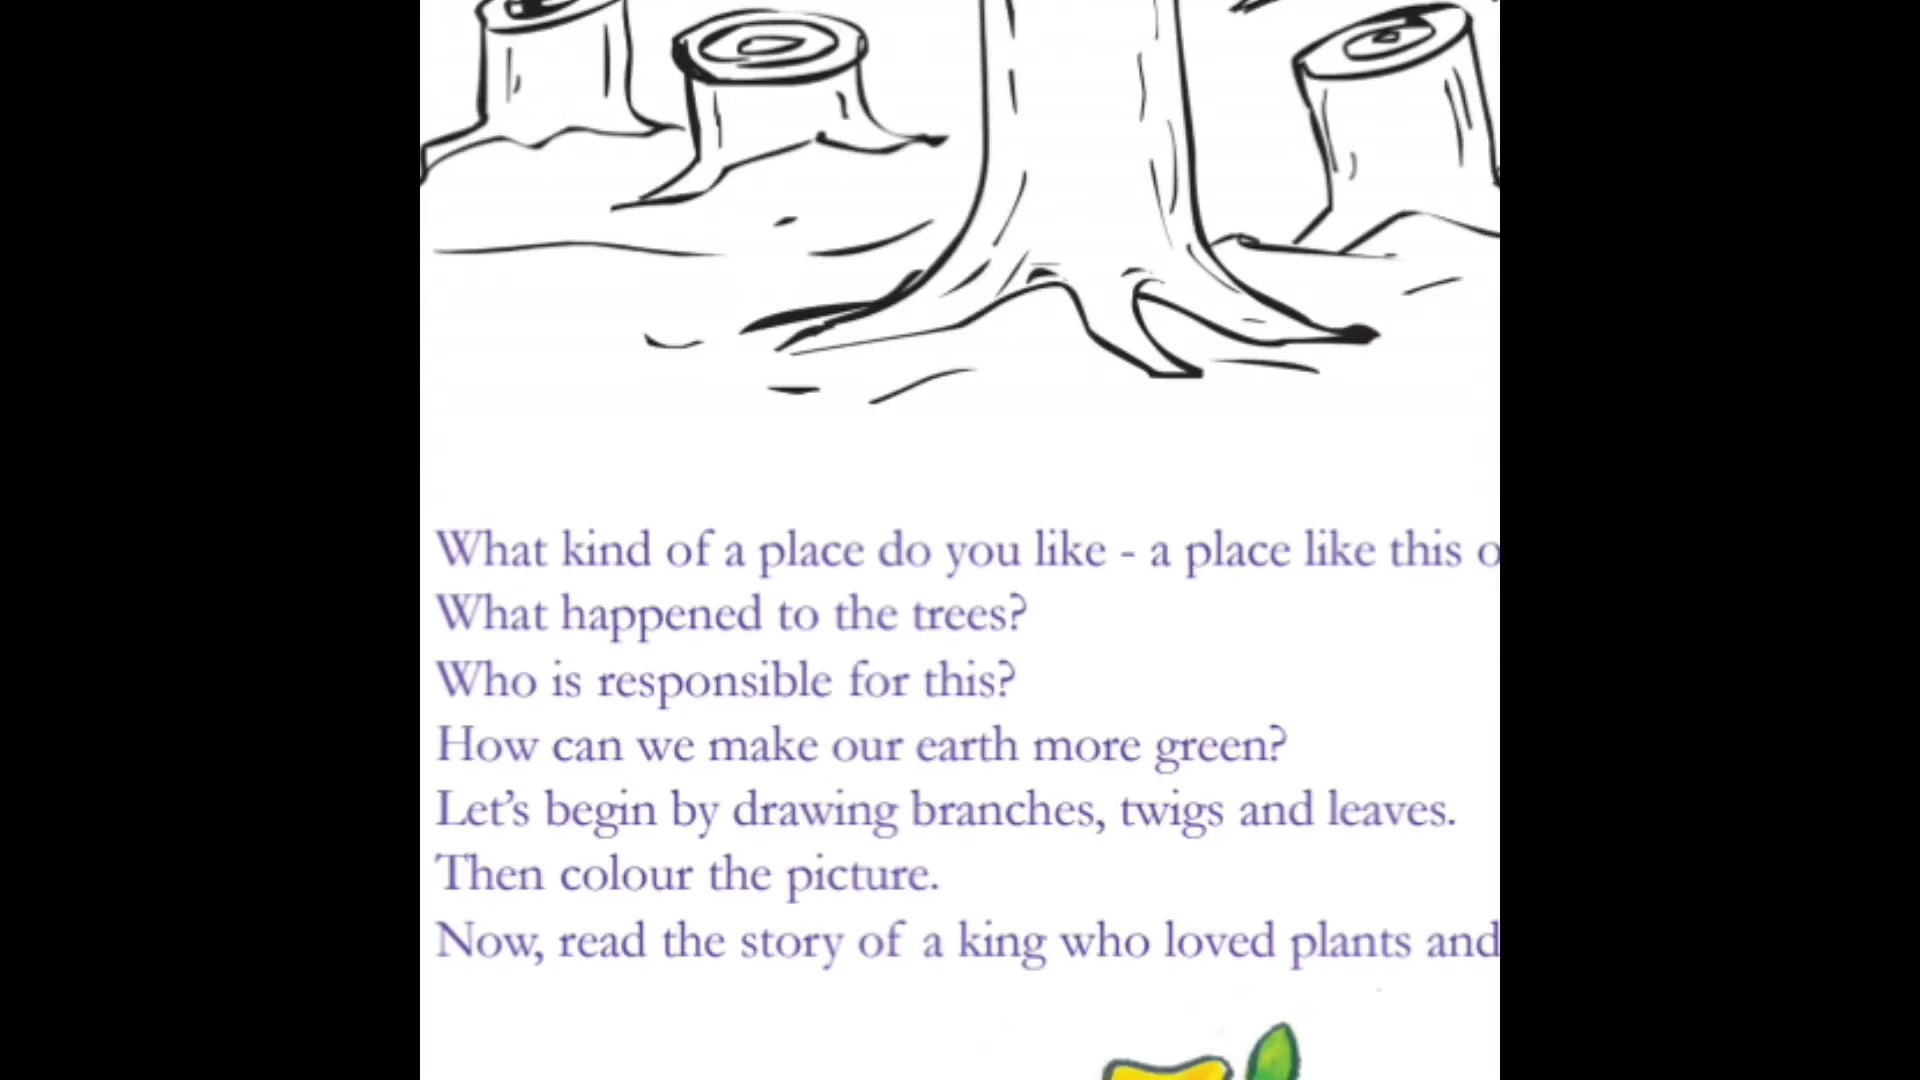 What kind of a place do you like - a place like this
What happened to the trees?
Who is responsible for this?
How can we make our earth more green?
Let's begin by drawing branches, twigs and leaves.
Then colour the picture.
Now, read the story of a king who loved plants and